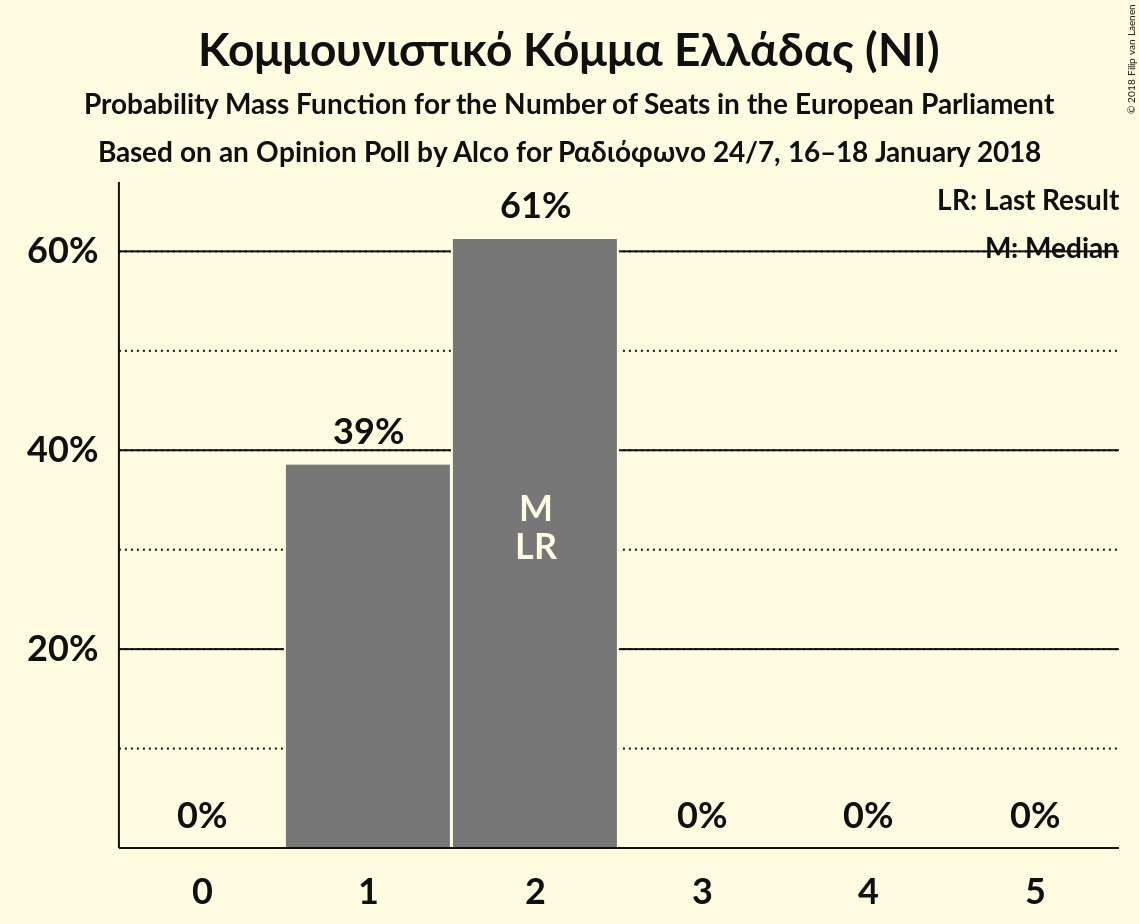 Κομμουνιστικό Κόμμα Ελλάδας (NI)
Probability Mass Function for the Number of Seats in the European Parliament
Based on an Opinion Poll by Alco for Ραδιόφωνο 24/7, 16–18 January 2018
© 2018 Filip van Laenen
LR: Last Result
M: Median
61%
60%
39%
40%
M
LR
20%
0%
0%
0%
0%
0
1
2
3
4
5